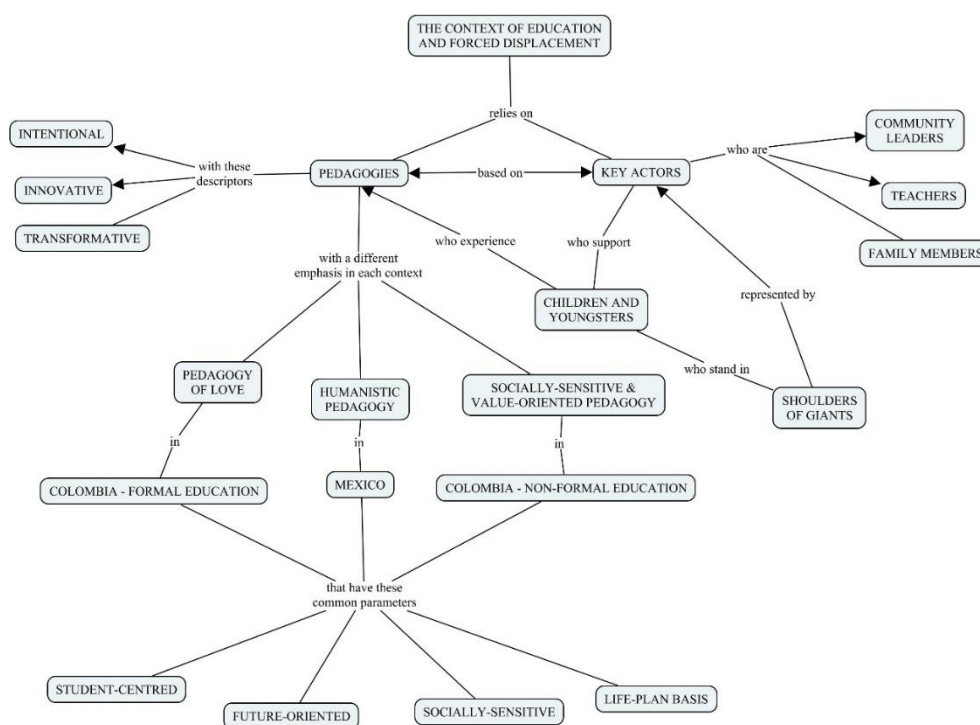 THE CONTEXT OF EDUCATION
AND FORCED DISPLACEMENT
relies on
INTENTIONAL
INNOVATIVE
TRANSFORMATIVE
with these
descriptors
PEDAGOGIES
based on
KEY ACTORS
who are
COMMUNITY
LEADERS
TEACHERS
FAMILY MEMBERS
who experience
who support
with a different
emphasis in each context
CHILDREN AND
YOUNGSTERS
represented by
who stand in
SHOULDERS
OF GIANTS
PEDAGOGY
OF LOVE
HUMANISTIC
PEDAGOGY
SOCIALLY-SENSITIVE &
VALUE-ORIENTED PEDAGOGY
in
in
in
COLOMBIA - FORMAL EDUCATION
MEXICO
COLOMBIA - NON-FORMAL EDUCATION
that have these
common parameters
STUDENT-CENTRED
FUTURE-ORIENTED
SOCIALLY-SENSITIVE
LIFE-PLAN BASIS